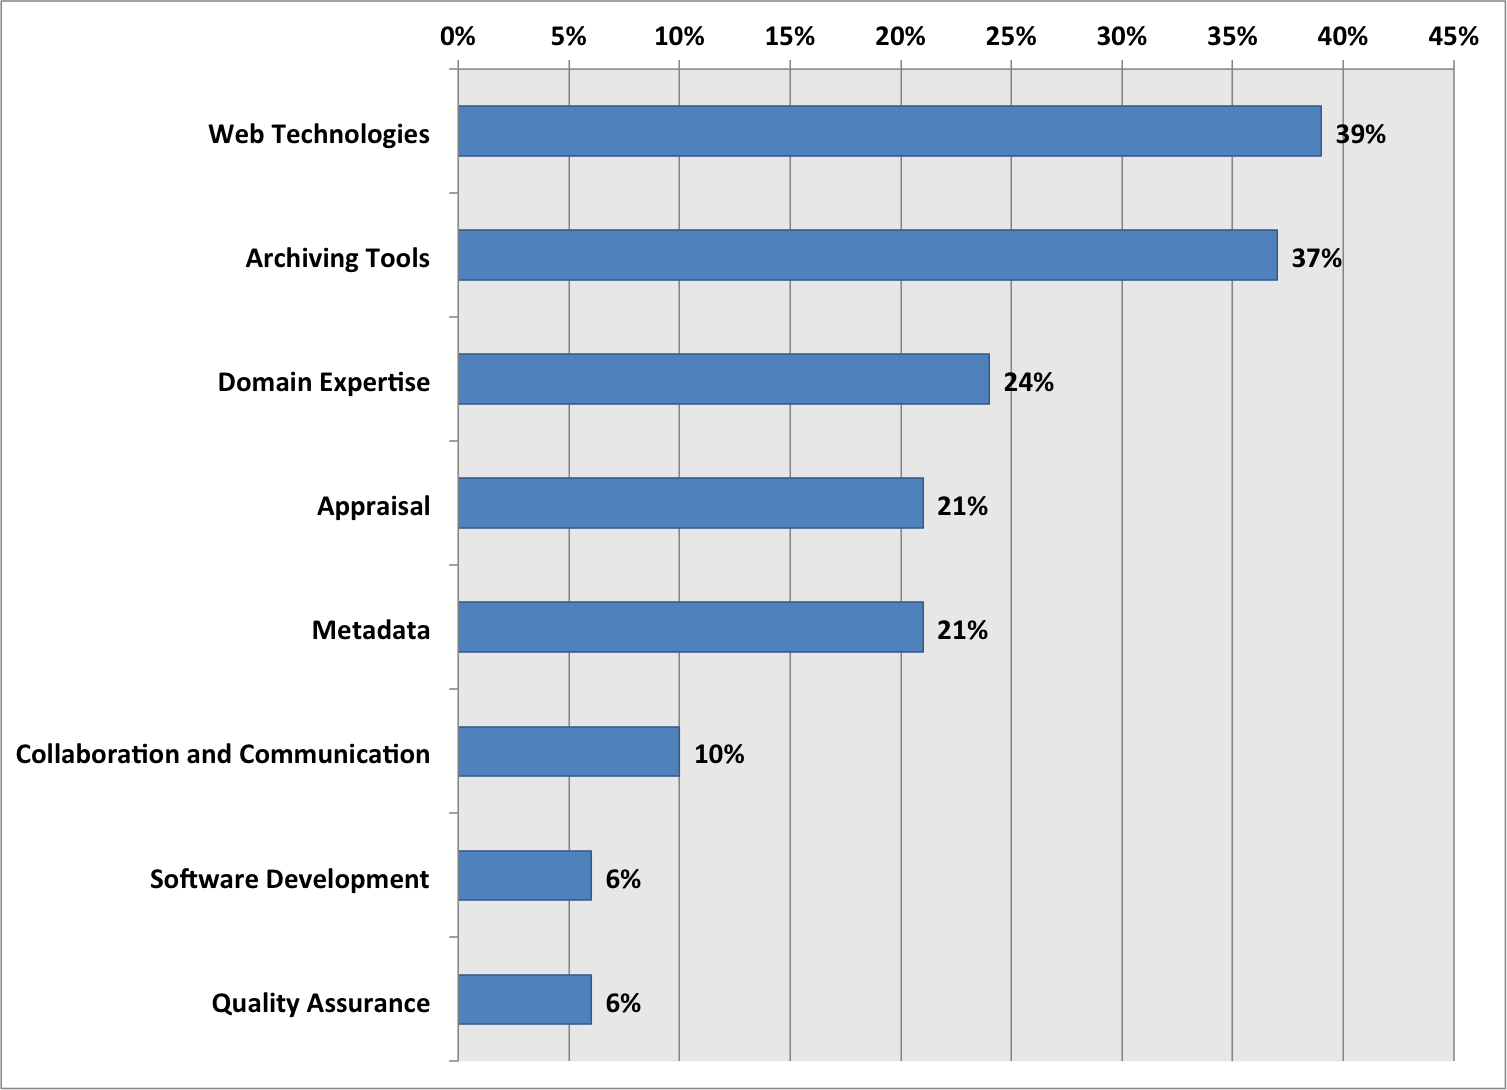 0% 5% 10% 15% 20% 25% 30% 35% 40% 45%
Web Technologies 39%
Archiving Tools 37%
Domain Expertise 24%
Appraisal 21%
Metadata 21%
Collaboration and Communication 10%
Software Development 6%
Quality Assurance 6%